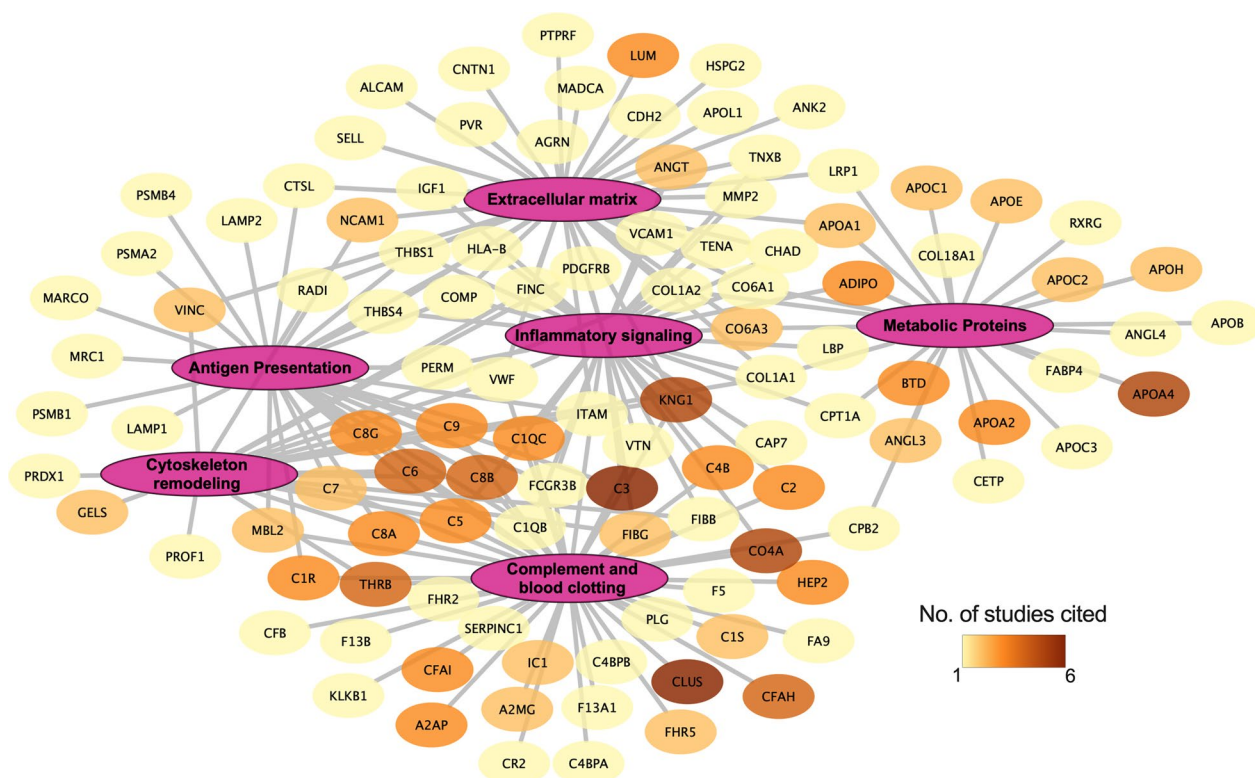 PTPRF
LUM
CNTN1
HSPG2
ALCAM
MADCA
ANK2
CDH2
APOL1
PVR
SELL
AGRN
TNXB
ANGT
LRP1
PSMB4
CTSL
IGF1
Extracellular matrix
MMP2
APOC1
APOE
LAMP2
NCAM1
APOA1
RXRG
VCAM1
TENA
PSMA2
THBS1
HLA-B
CHAD
COL18A1
PDGFRB
APOH
MARCO
RADI
COMP
FINC
COL1A2
CO6A1
ADIPO
APOC2
VINC
THBS4
CO6A3
Metabolic Proteins
APOB
Inflammatory signaling
ANGL4
MRC1
LBP
Antigen Presentation
PERM
VWF
COL1A1
FABP4
BTD
APOA4
PSMB1
KNG1
CPT1A
LAMP1
C8G
C9
C1QC
ITAM
APOA2
ANGL3
APOC3
VTN
CAP7
PRDX1
Cytoskeleton
remodeling
C6
C8B
C4B
CETP
C7
FCGR3B
C3
C2
GELS
MBL2
C8A
C5
C1QB
FIBG
FIBB
CPB2
PROF1
CO4A
C1R
THRB
Complement and
blood clotting
HEP2
FHR2
F5
No. of studies cited
CFB
F13B
SERPINC1
PLG
C1S
FA9
1
6
CFAI
IC1
C4BPB
KLKB1
CLUS
CFAH
A2AP
A2MG
F13A1
FHR5
CR2
C4BPA